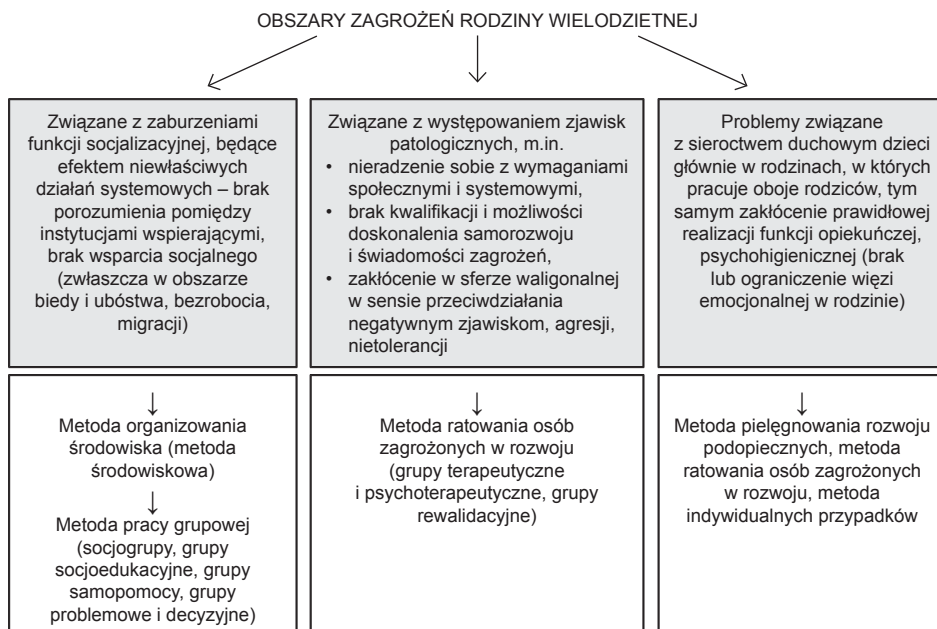 OBSZARY ZAGROŻEŃ RODZINY WIELODZIETNEJ
Związane z zaburzeniami
funkcji socjalizacyjnej, będące
efektem niewłaściwych
działań systemowych – brak
porozumienia pomiędzy
instytucjami wspierającymi,
brak wsparcia socjalnego
(zwłaszcza w obszarze
biedy i ubóstwa, bezrobocia,
migracji)
Związane z występowaniem zjawisk
patologicznych, m.in.
• nieradzenie sobie z wymaganiami
społecznymi i systemowymi,
• brak kwalifikacji i możliwości
doskonalenia samorozwoju
i świadomości zagrożeń,
• zakłócenie w sferze waligonalnej
w sensie przeciwdziałania
negatywnym zjawiskom, agresji,
nietolerancji
Problemy związane
z sieroctwem duchowym dzieci
głównie w rodzinach, w których
pracuje oboje rodziców, tym
samym zakłócenie prawidłowej
realizacji funkcji opiekuńczej,
psychohigienicznej (brak
lub ograniczenie więzi
emocjonalnej w rodzinie)
↓
Metoda organizowania
środowiska (metoda
środowiskowa)
↓
Metoda pracy grupowej
(socjogrupy, grupy
socjoedukacyjne, grupy
samopomocy, grupy
problemowe i decyzyjne)
↓
Metoda ratowania osób
zagrożonych w rozwoju
(grupy terapeutyczne
i psychoterapeutyczne, grupy
rewalidacyjne)
↓
Metoda pielęgnowania rozwoju
podopiecznych, metoda
ratowania osób zagrożonych
w rozwoju, metoda
indywidualnych przypadków